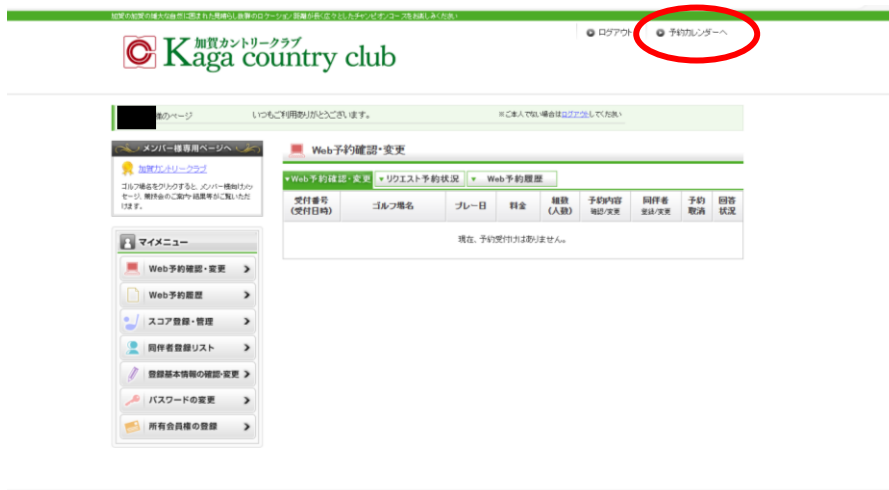 ログアウト
予約カレンダーへ
加賀カントリークラブ
Kaga country club
様のページ
いつもご利用ありがとうございます。
※ご本人でない場合はログアウトしてください
メンバー様専用ページへ
加賀カントリークラブ
ゴルフ場名をクリックすると、メンバー様向けメッ
セージ、競技会のご案内・結果等がご覧いただ
けます。
マイメニュー
Web予約確認・変更
Web予約履歴
スコア登録・管理
同伴者登録リスト
登録基本情報の確認・変更
パスワードの変更
所有会員権の登録
Web予約確認・変更
▼Web予約確認・変更
▼リクエスト予約状況
▼ Web予約履歴
受付番号
(受付日時)
ゴルフ場名
プレー日
料金
組数
(人数)
予約内容
確認/変更
同伴者
登録/変更
予約
取消
回答
状況
現在、予約受付けはありません。